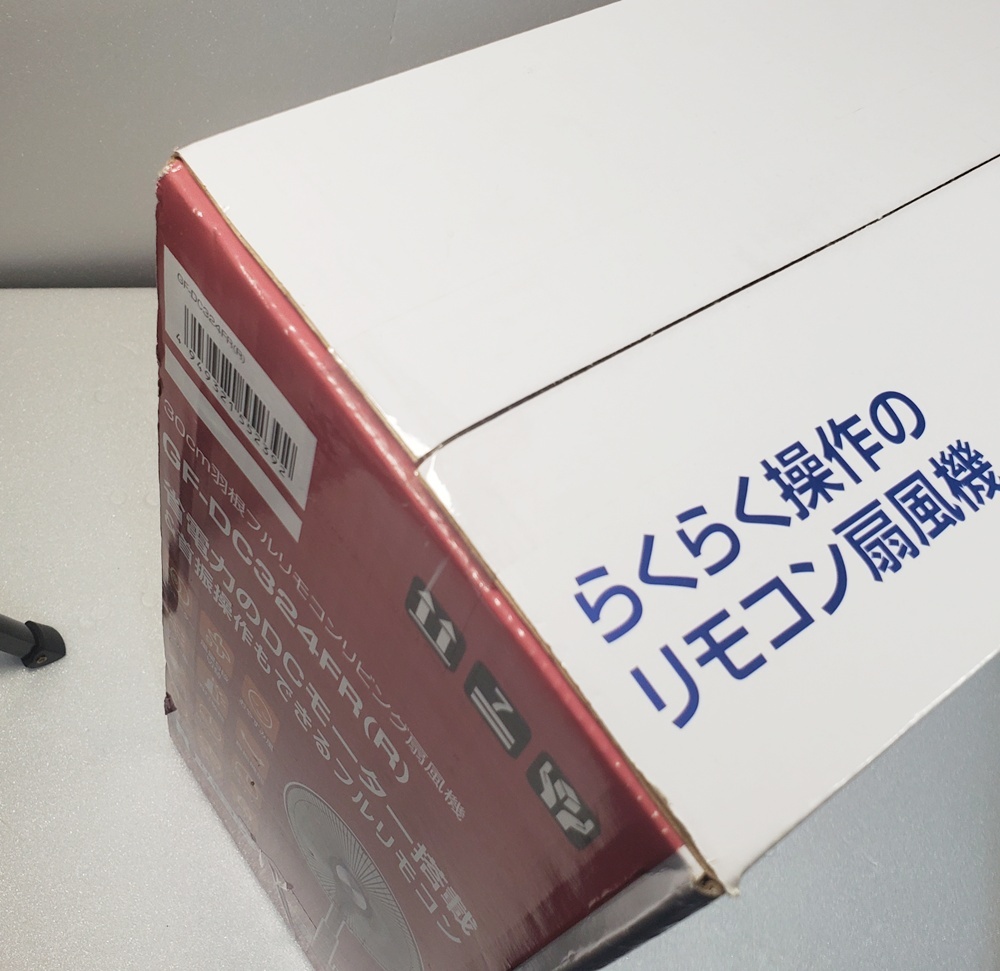 らくらく操作の
リモコン扇風機
GF-DC324FR(R)
30cm羽根フルリモコンリビング扇風機
GF-DC324FR(R)
省電力のDCモーター搭載
首振操作もできるフルリモコン